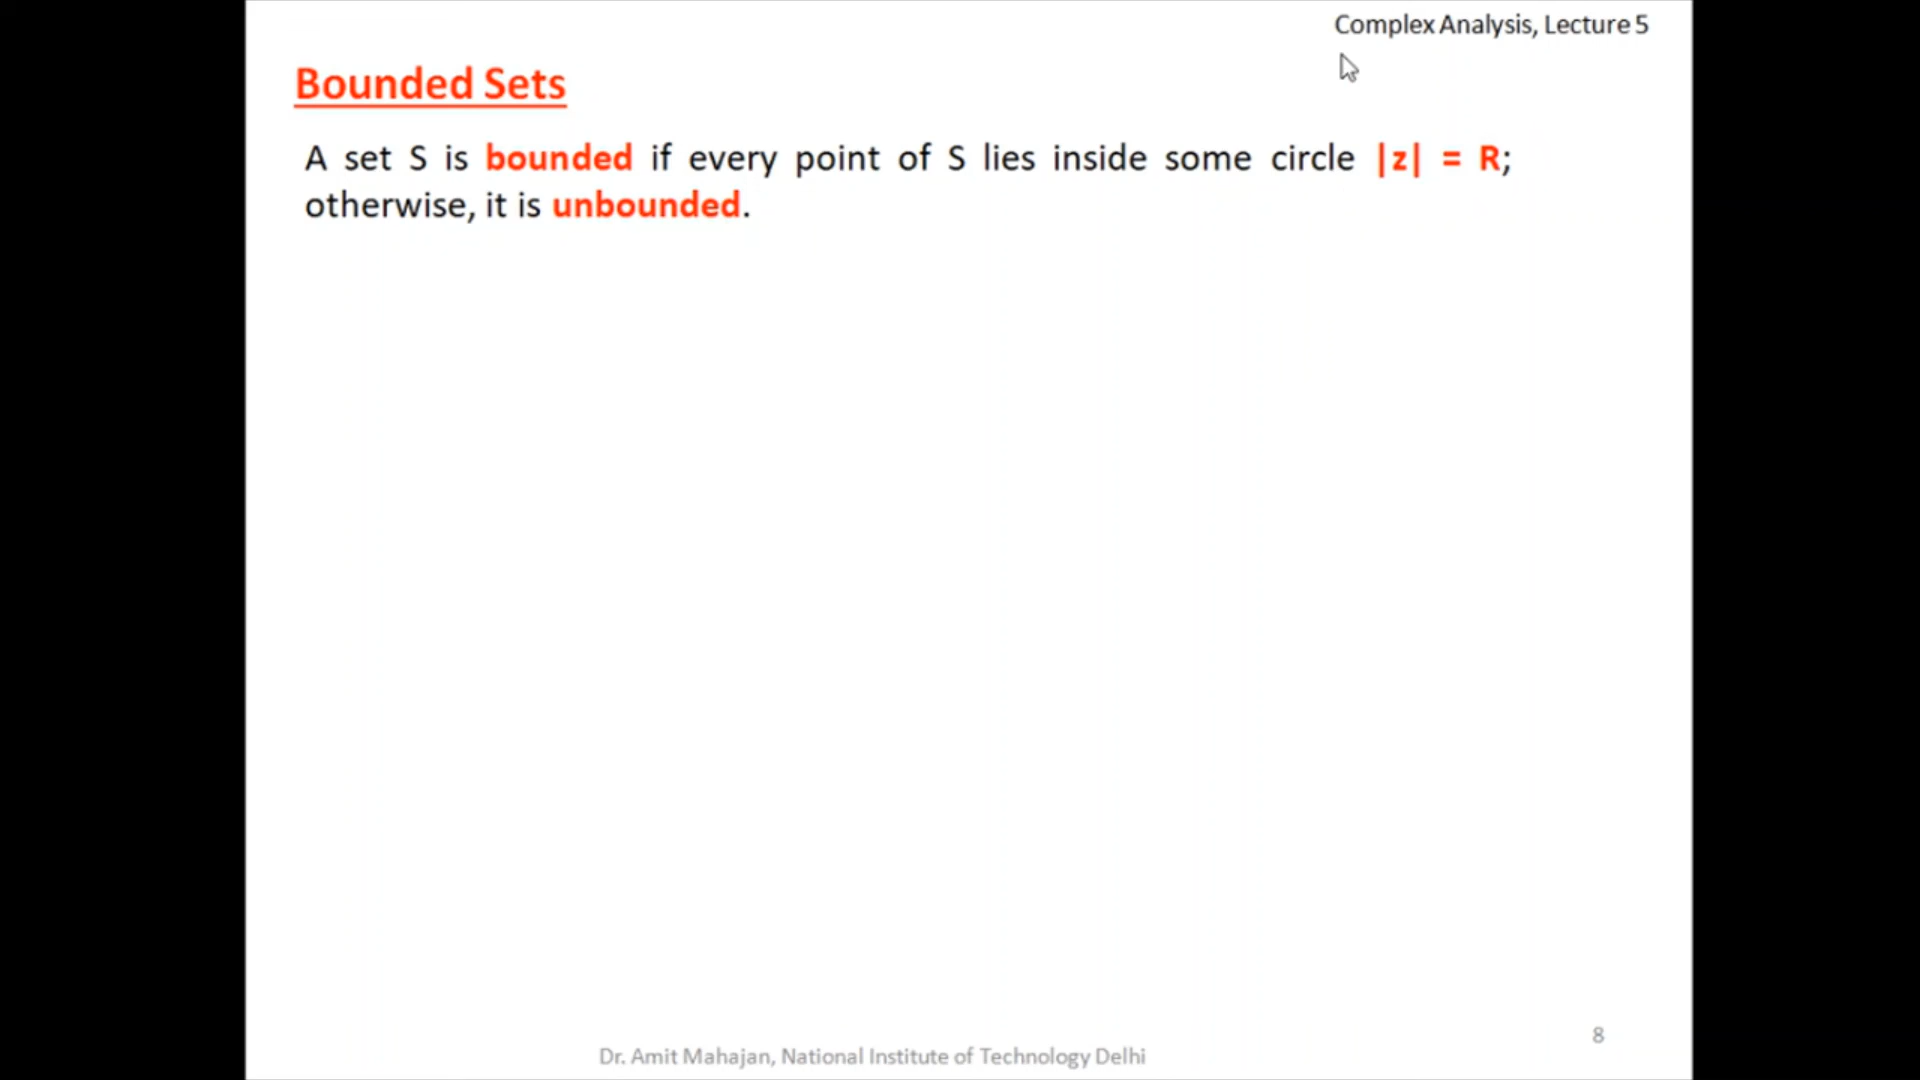 Complex Analysis, Lecture 5
Bounded Sets
A set S is bounded if every point of S lies inside some circle |z| = R;
otherwise, it is unbounded.
8
Dr. Amit Mahajan, National Institute of Technology Delhi